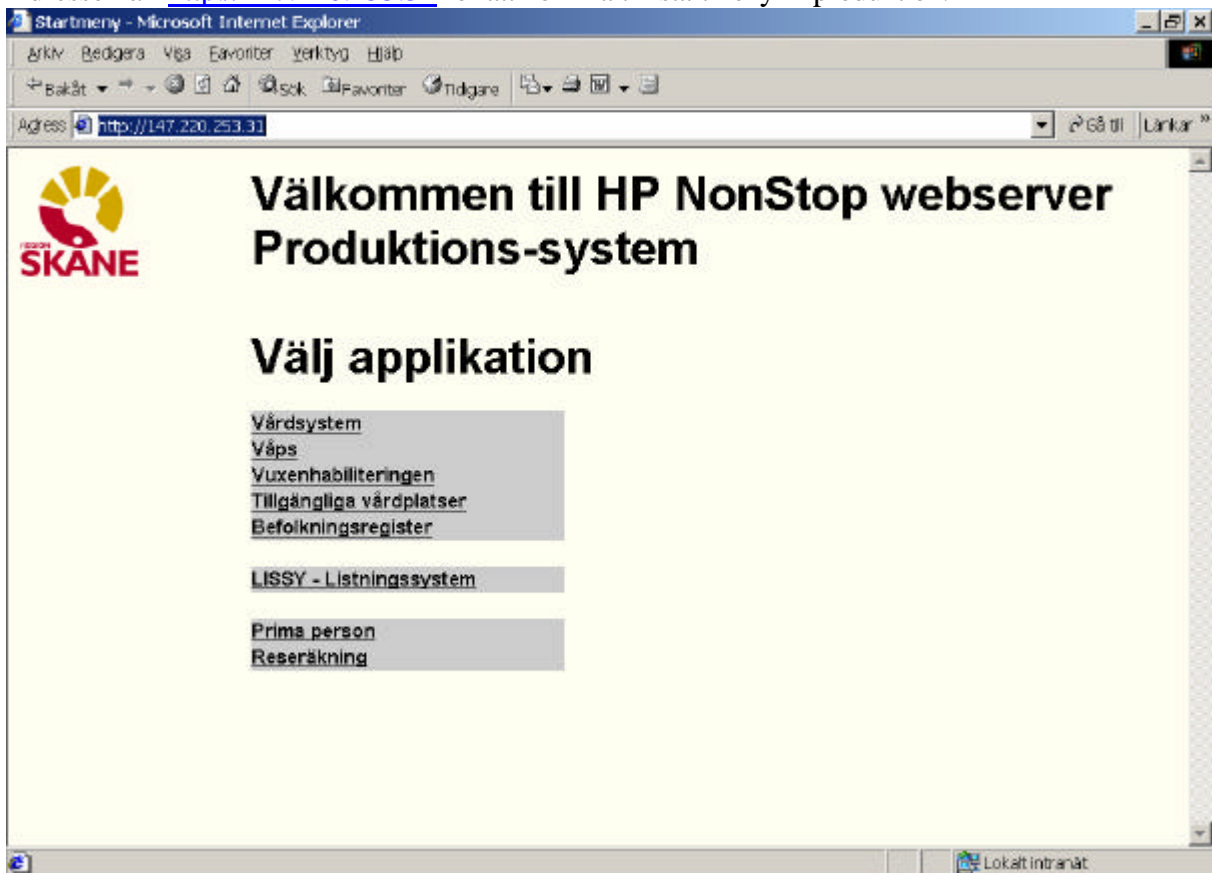 Startmeny - Microsoft Internet Explorer
Arkiv Redigera Visa Favoriter Verktyg Hjälp
Bakåt Sök Favoriter Tidigare
Adress http://147.220.253.31 Gå till Länkar »
REGION
SKÅNE
Välkommen till HP NonStop webserver
Produktions-system
Välj applikation
Vårdsystem
Våps
Vuxenhabiliteringen
Tillgängliga vårdplatser
Befolkningsregister
LISSY - Listningssystem
Prima person
Reseräkning
Lokalt intranät